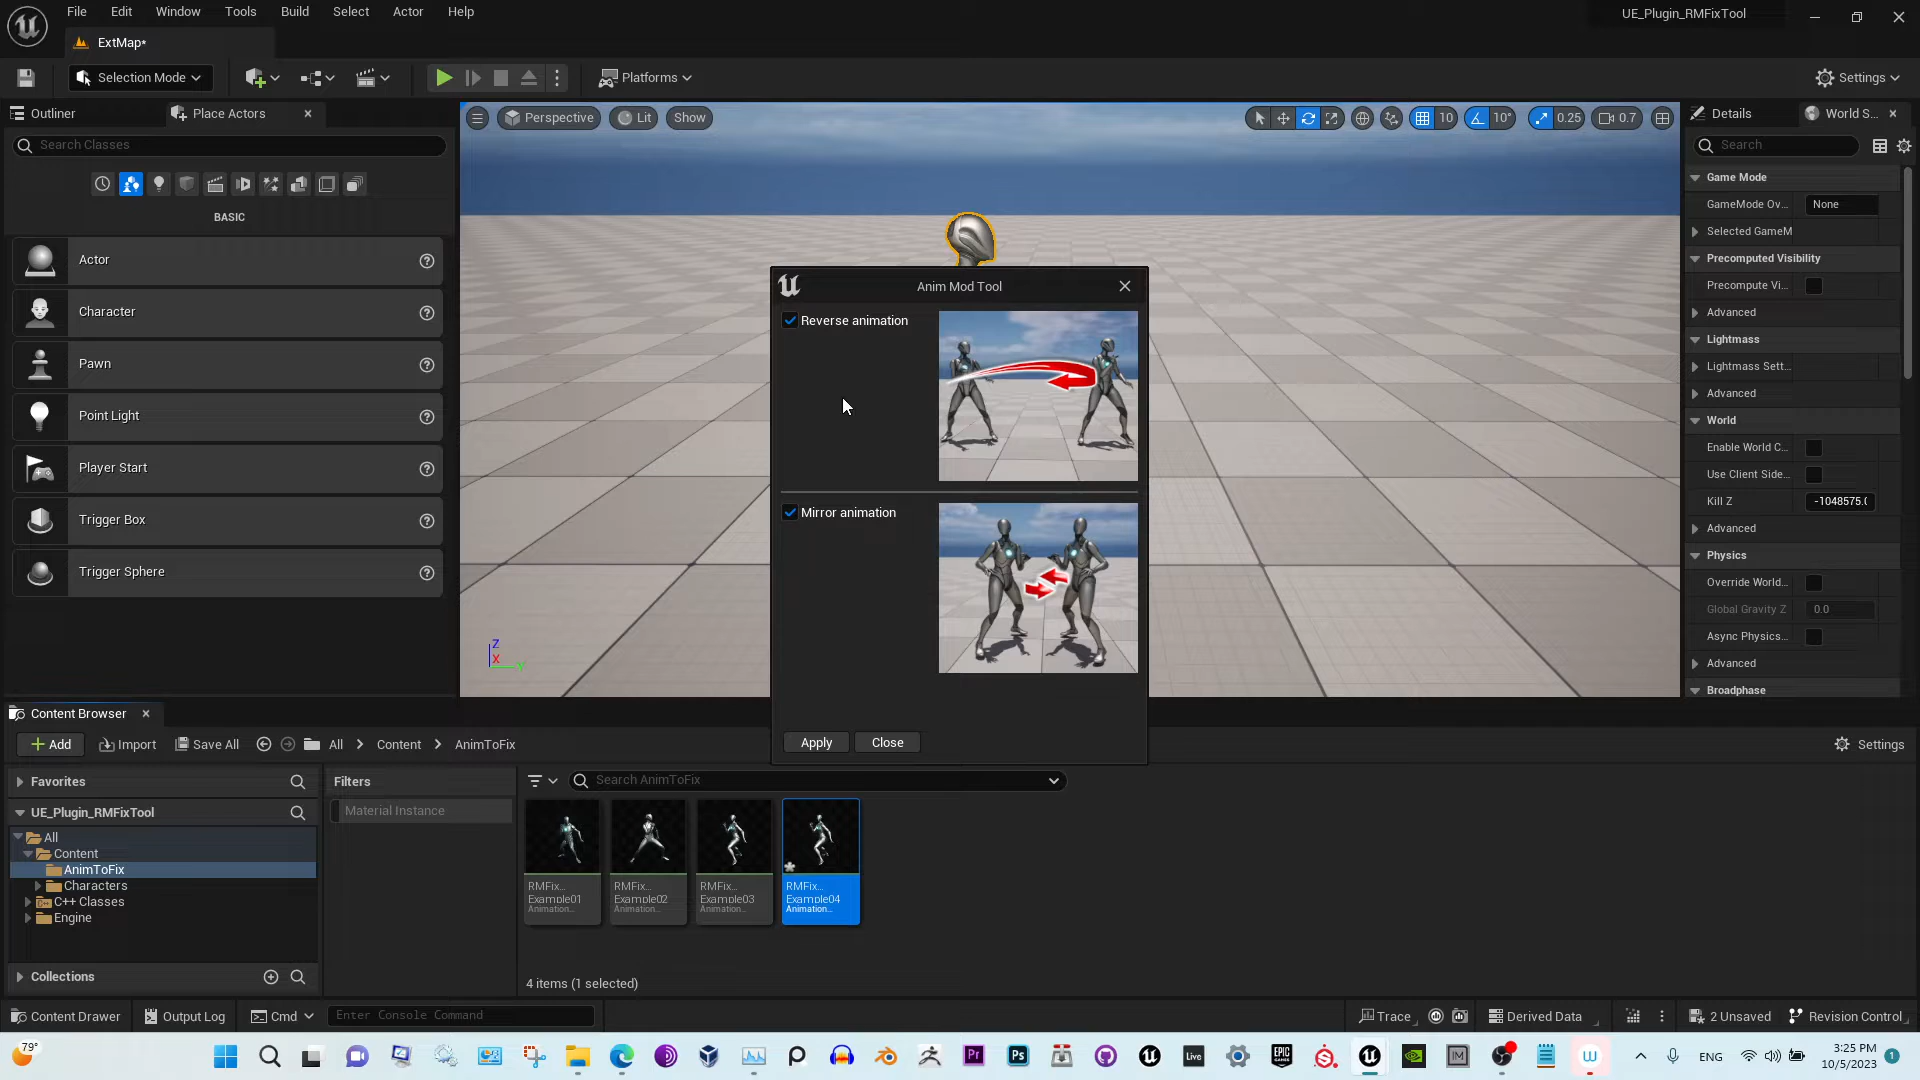 File Edit Window Tools Build Select Actor Help
UE_Plugin_RMFixTool
ExtMap*
Selection Mode
Platforms
Settings
Outliner
Place Actors
Search Classes
BASIC
Actor
Character
Pawn
Point Light
Player Start
Trigger Box
Trigger Sphere
Perspective Lit Show
10 10° 0.25 0.7
Z
X
Y
Anim Mod Tool
Reverse animation
Mirror animation
Apply Close
Details World S...
Search
Game Mode
GameMode Ov... None
Selected GameM
Precomputed Visibility
Precompute Vi...
Advanced
Lightmass
Lightmass Sett...
Advanced
World
Enable World C...
Use Client Side...
Kill Z -1048575.(
Advanced
Physics
Override World...
Global Gravity Z 0.0
Async Physics...
Advanced
Broadphase
Content Browser
Add Import Save All All Content AnimToFix
Settings
Favorites
UE_Plugin_RMFixTool
All
Content
AnimToFix
Characters
C++ Classes
Engine
Collections
Filters
Material Instance
Search AnimToFix
RMFix...
Example01
Animation...
RMFix...
Example02
Animation...
RMFix...
Example03
Animation...
RMFix...
Example04
Animation...
4 items (1 selected)
Content Drawer Output Log Cmd Enter Console Command Trace Derived Data 2 Unsaved Revision Control
79°
Pr Ps Live EPIC GAMES IM W
ENG
3:25 PM
10/5/2023
1